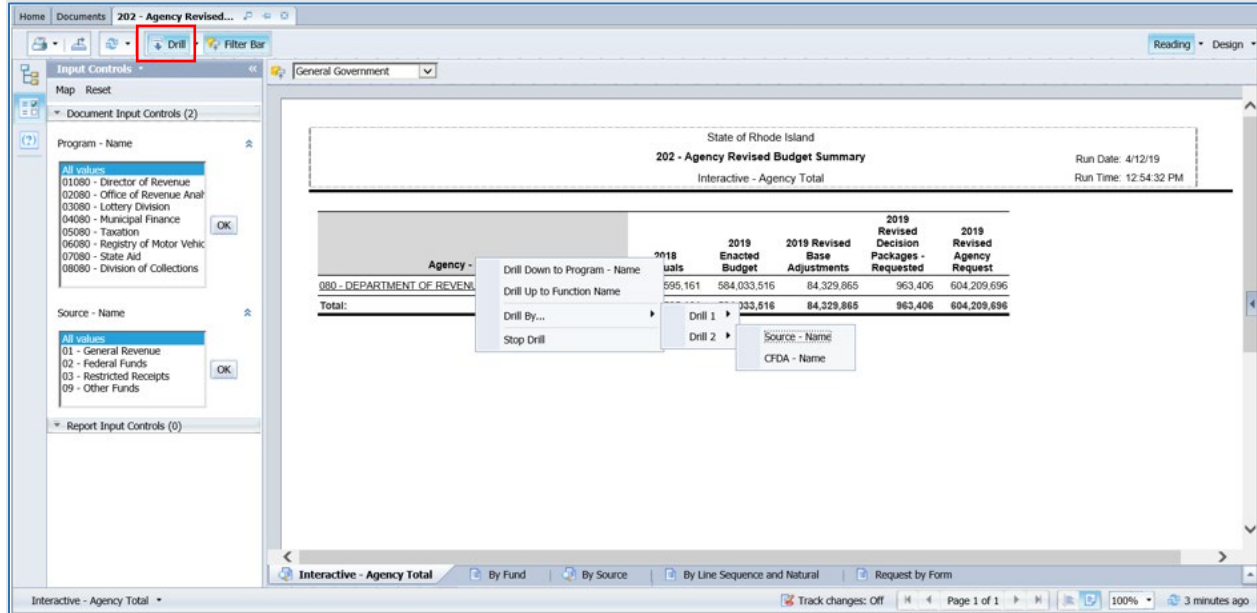 Home Documents 202 - Agency Revised...
Drill Filter Bar Reading Design
Input Controls General Government
Map Reset
Document Input Controls (2)
Program - Name
All values
01080 - Director of Revenue
02080 - Office of Revenue Anal
03080 - Lottery Division
04080 - Municipal Finance
05080 - Taxation
06080 - Registry of Motor Vehic
07080 - State Aid
08080 - Division of Collections
OK
Source - Name
All values
01 - General Revenue
02 - Federal Funds
03 - Restricted Receipts
09 - Other Funds
OK
Report Input Controls (0)
State of Rhode Island
202 - Agency Revised Budget Summary
Interactive - Agency Total
Run Date: 4/12/19
Run Time: 12:54:32 PM
Agency -
2018
uals
2019
Enacted
Budget
2019 Revised
Base
Adjustments
2019
Revised
Decision
Packages -
Requested
2019
Revised
Agency
Request
080 - DEPARTMENT OF REVENU 595,161 584,033,516 84,329,865 963,406 604,209,696
Total: 033,516 84,329,865 963,406 604,209,696
Drill Down to Program - Name
Drill Up to Function Name
Drill By...
Stop Drill
Drill 1
Drill 2
Source - Name
CFDA - Name
Interactive - Agency Total By Fund By Source By Line Sequence and Natural Request by Form
Interactive - Agency Total Track changes: Off Page 1 of 1 100% 3 minutes ago